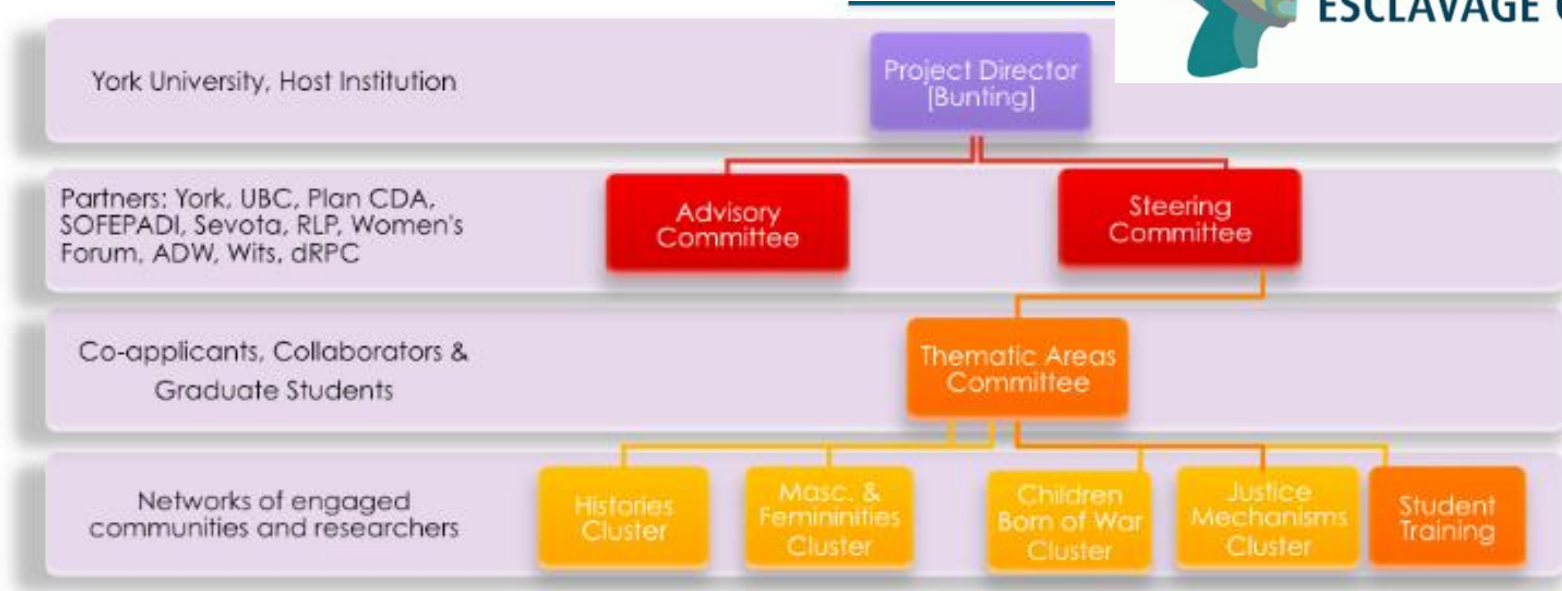 ESCLAVAGE
York University, Host Institution
Project Director
[Bunting]
Partners: York, UBC, Plan CDA,
SOFEPADI, Sevota, RLP, Women's
Forum, ADW, Wits, dRPC
Advisory
Committee
Steering
Committee
Co-applicants, Collaborators &
Graduate Students
Thematic Areas
Committee
Networks of engaged
communities and researchers
Histories
Cluster
Masc. &
Femininities
Cluster
Children
Born of War
Cluster
Justice
Mechanisms
Cluster
Student
Training